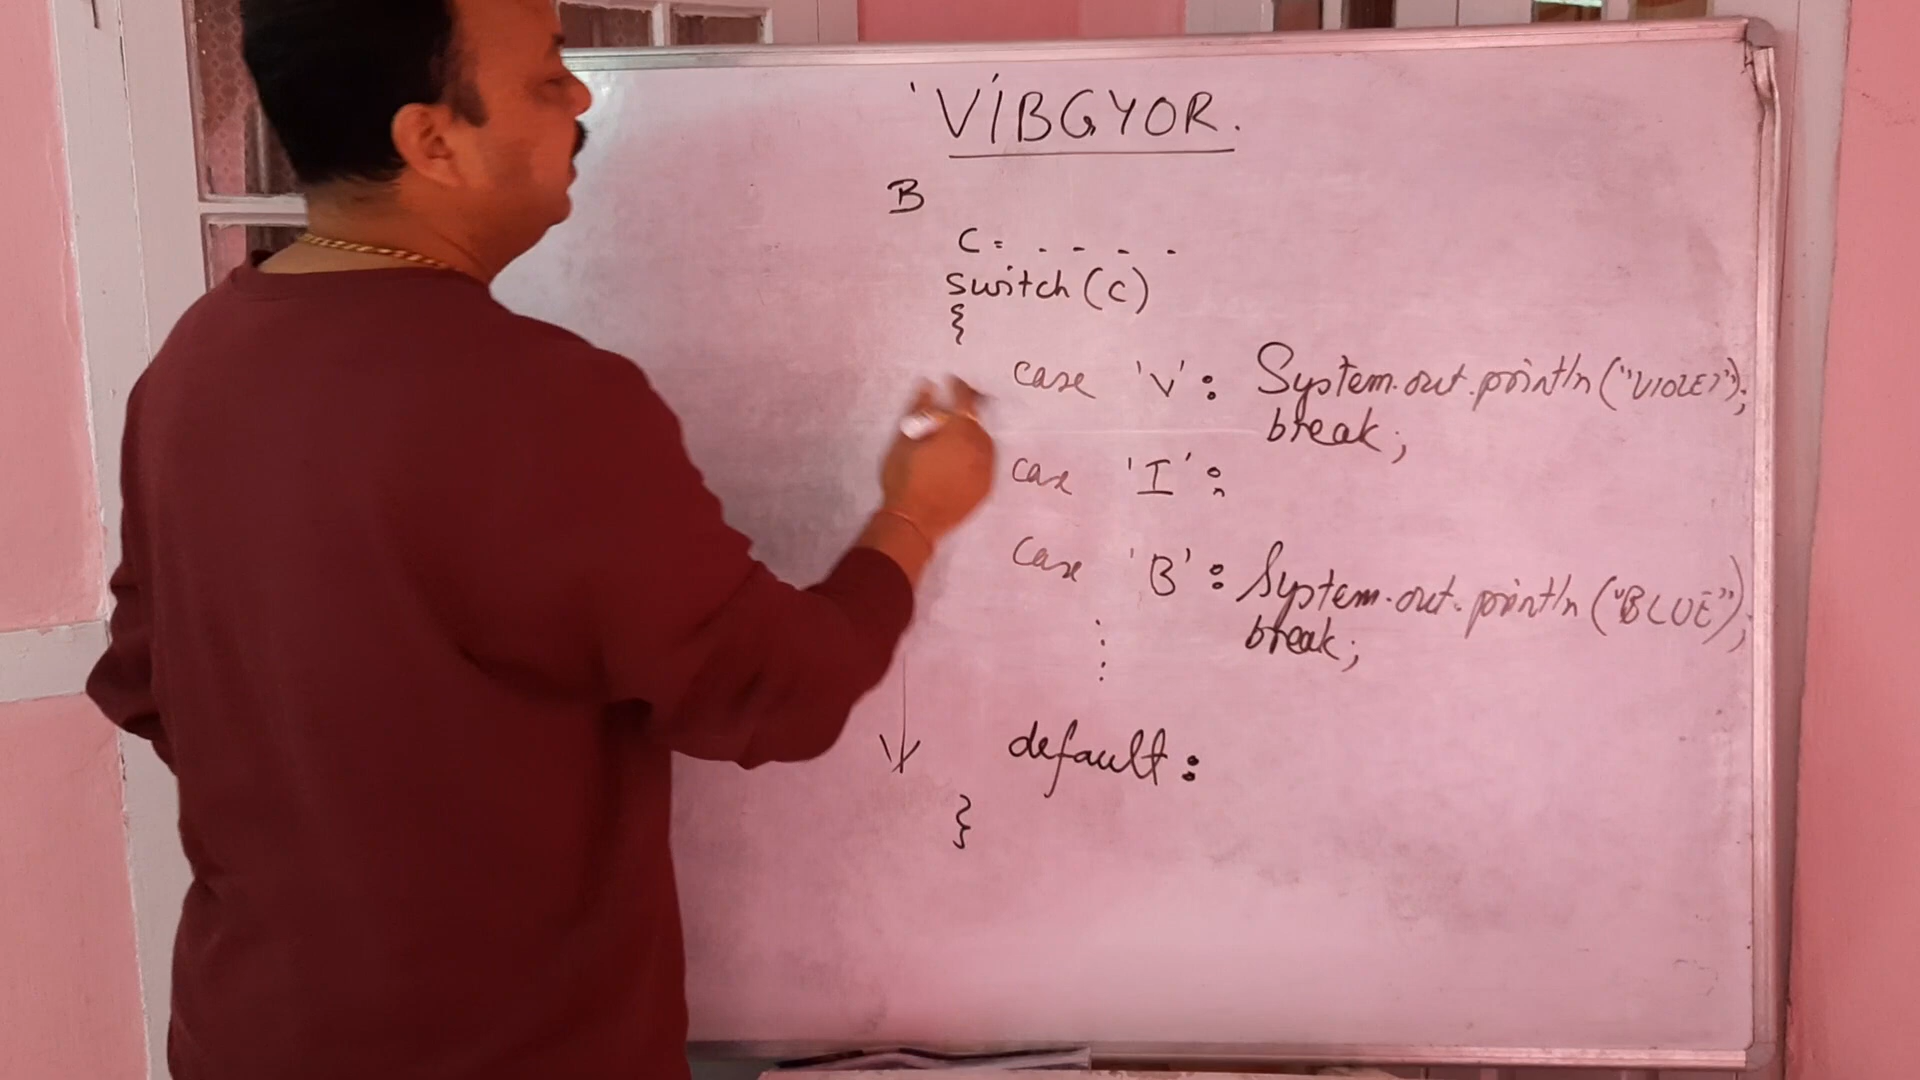 'VIBGYOR.
B
C= . - - - .
switch (c)
{
case 'V': System.out.println("VIOLET");
break;
case 'I':
case 'B': System.out.println("BLUE");
break;
default:
}